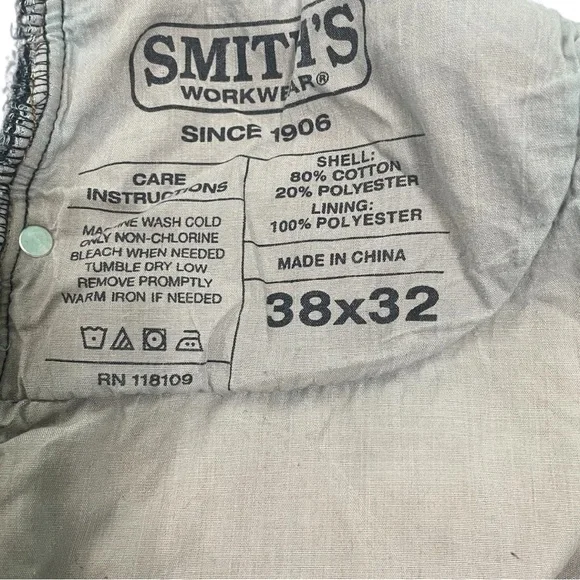 SMITH'S
WORKWEAR®
SINCE 1906
CARE
INSTRUCTIONS
MACHINE WASH COLD
ONLY NON-CHLORINE
BLEACH WHEN NEEDED
TUMBLE DRY LOW
REMOVE PROMPTLY
WARM IRON IF NEEDED
RN 118109
SHELL:
80% COTTON
20% POLYESTER
LINING:
100% POLYESTER
MADE IN CHINA
38x32